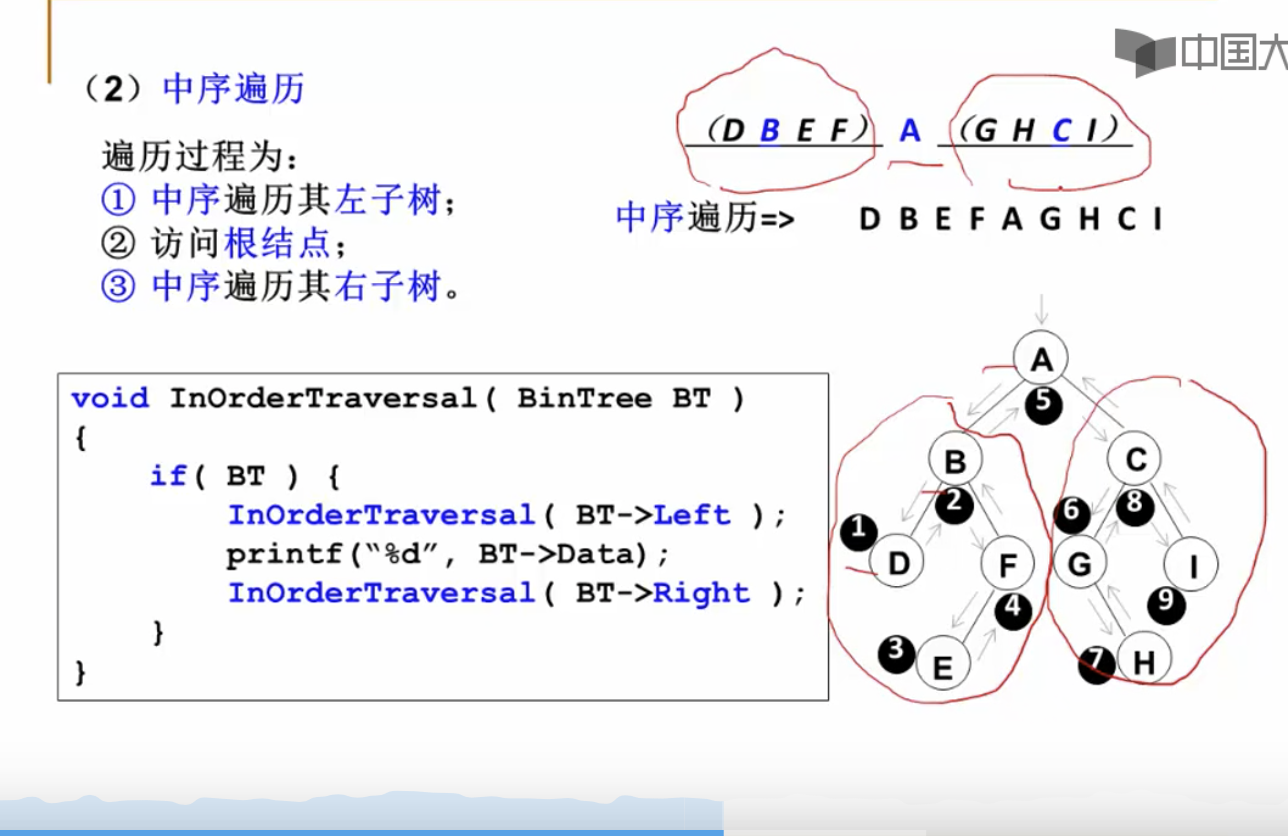 中国大
（2）中序遍历
（D B E F） A （G H C I）
遍历过程为：
① 中序遍历其左子树；
② 访问根结点；
③ 中序遍历其右子树。
中序遍历=> D B E F A G H C I
void InOrderTraversal( BinTree BT )
{
if( BT ) {
InOrderTraversal( BT->Left );
printf(“%d”, BT->Data);
InOrderTraversal( BT->Right );
}
}
A
5
B C
2 6 8
1
D F G I
4 9
3 E 7 H